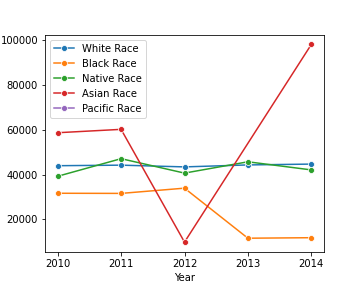 100000
80000
60000
40000
20000
White Race
Black Race
Native Race
Asian Race
Pacific Race
2010 2011 2012 2013 2014
Year